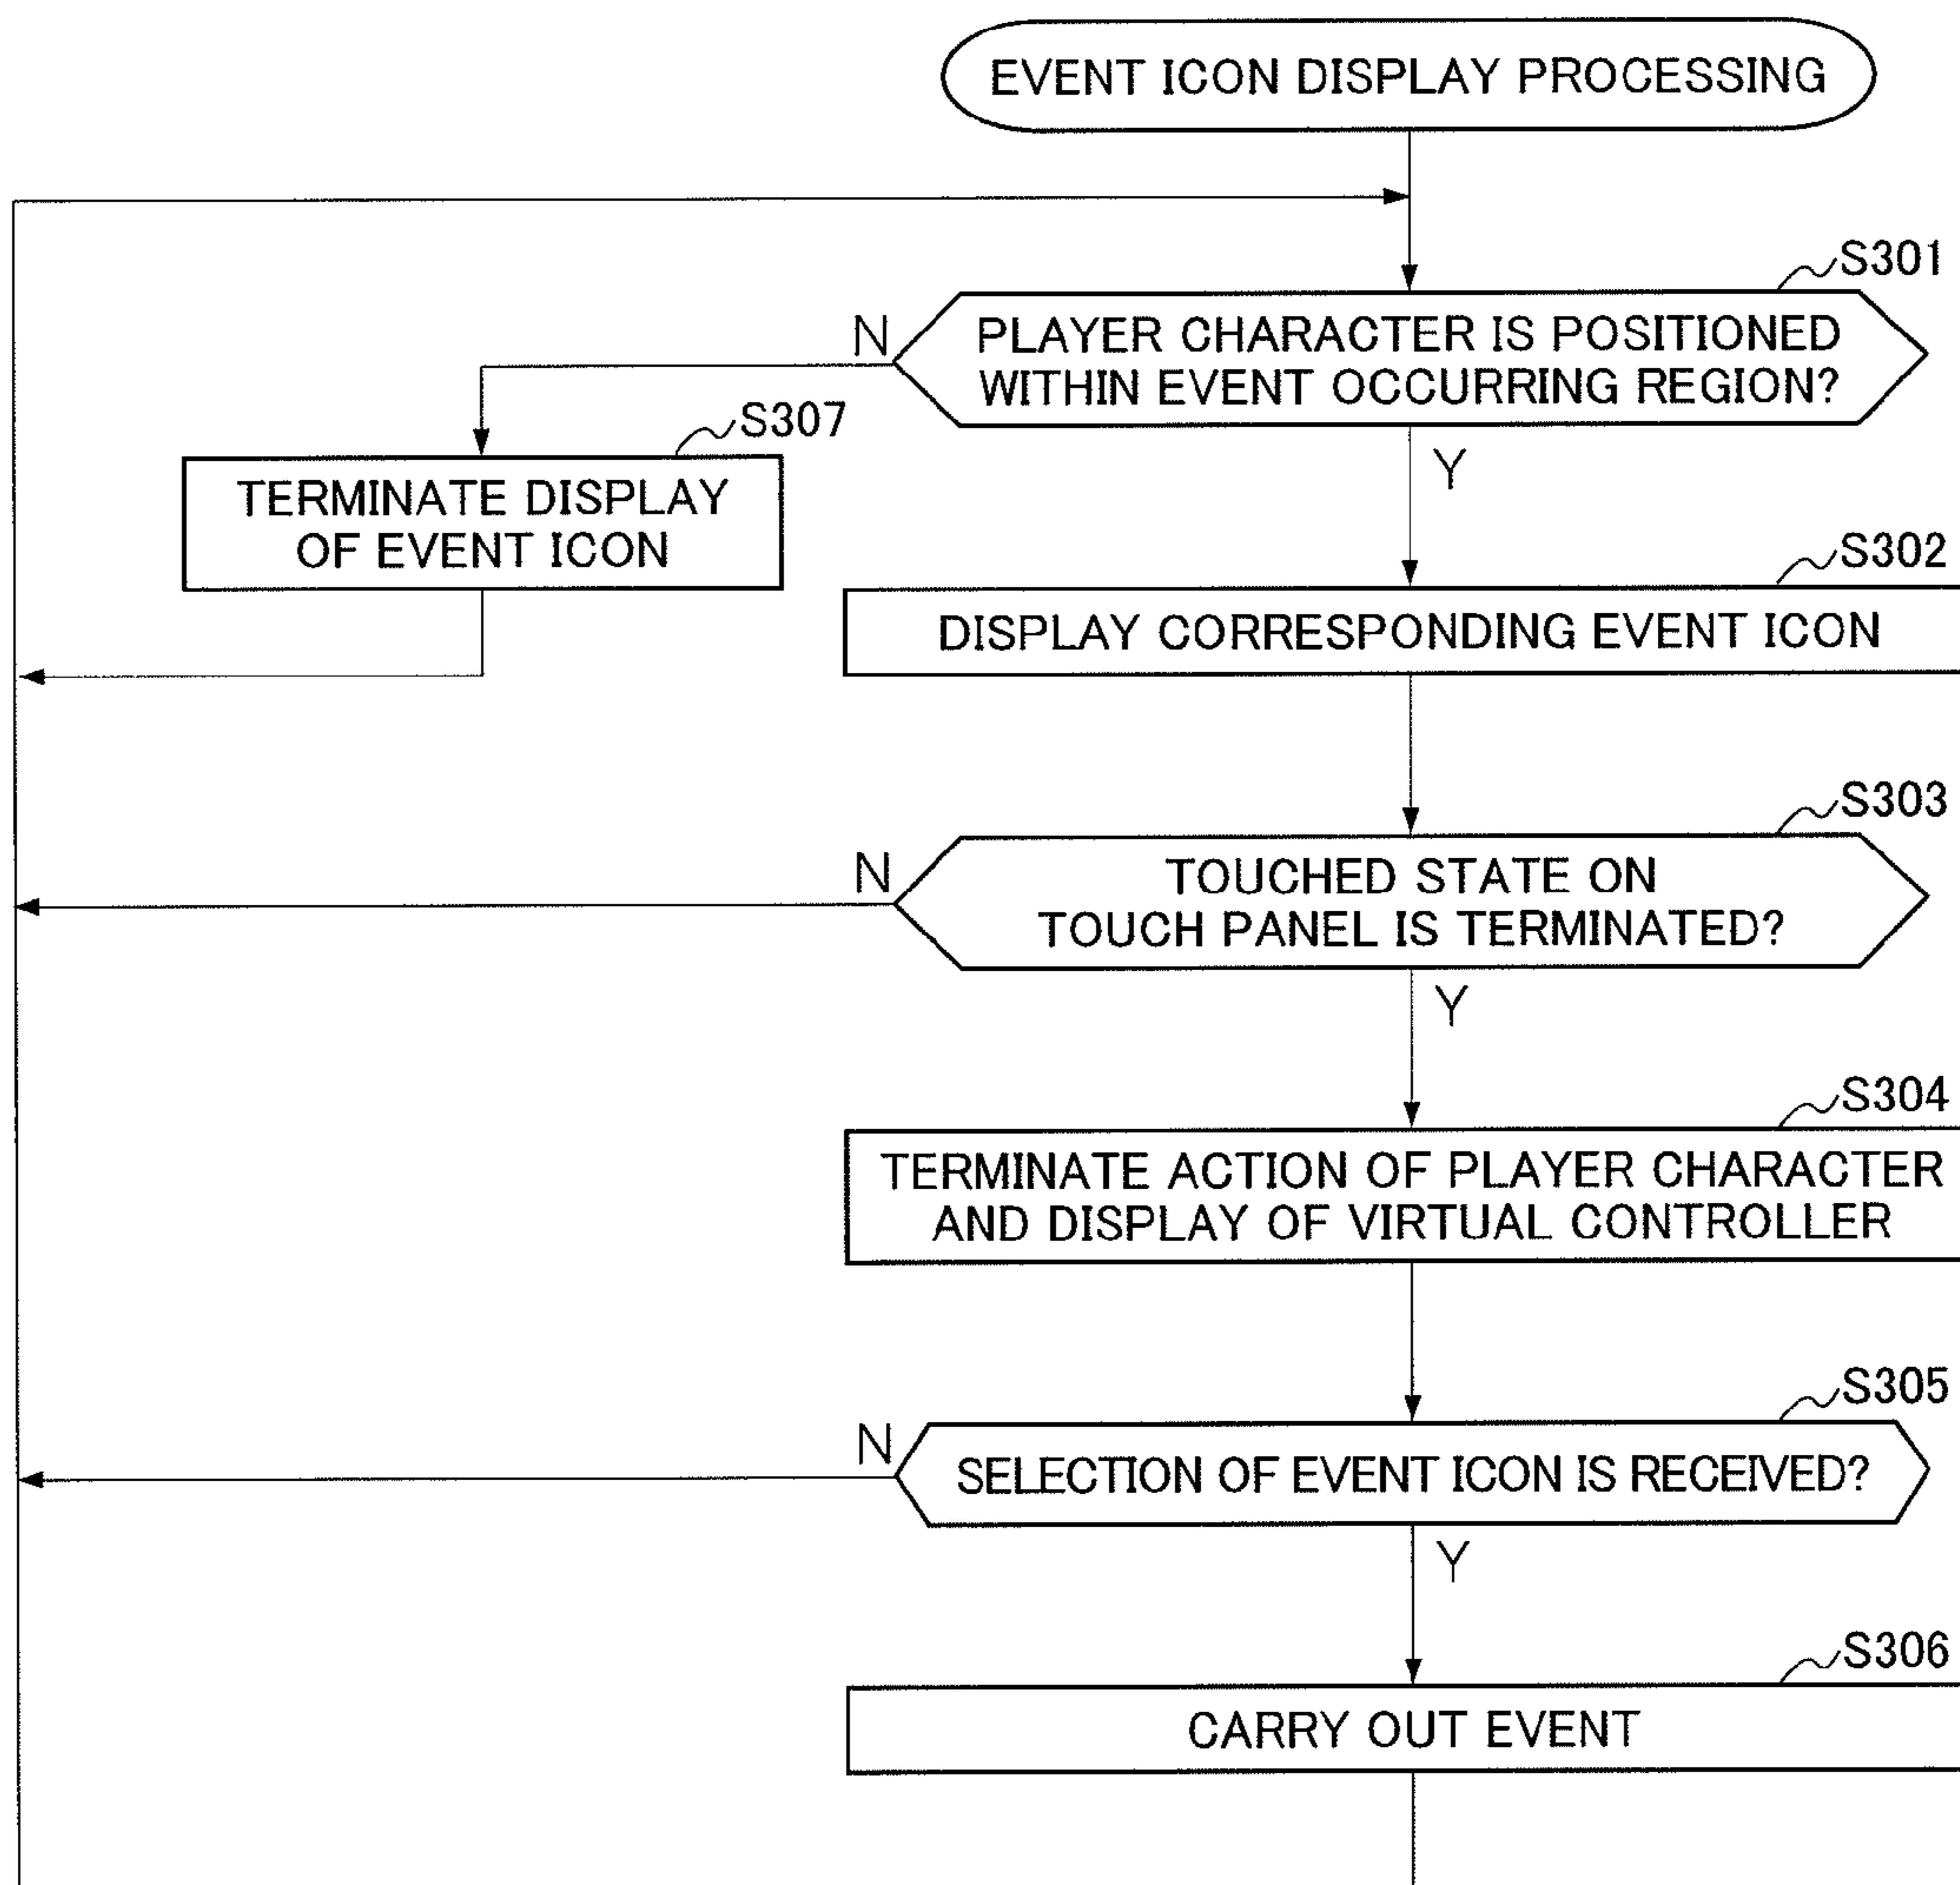 EVENT ICON DISPLAY PROCESSING
S301
N
PLAYER CHARACTER IS POSITIONED
WITHIN EVENT OCCURRING REGION?
Y
S307
TERMINATE DISPLAY
OF EVENT ICON
S302
DISPLAY CORRESPONDING EVENT ICON
S303
N
TOUCHED STATE ON
TOUCH PANEL IS TERMINATED?
Y
S304
TERMINATE ACTION OF PLAYER CHARACTER
AND DISPLAY OF VIRTUAL CONTROLLER
S305
N
SELECTION OF EVENT ICON IS RECEIVED?
Y
S306
CARRY OUT EVENT